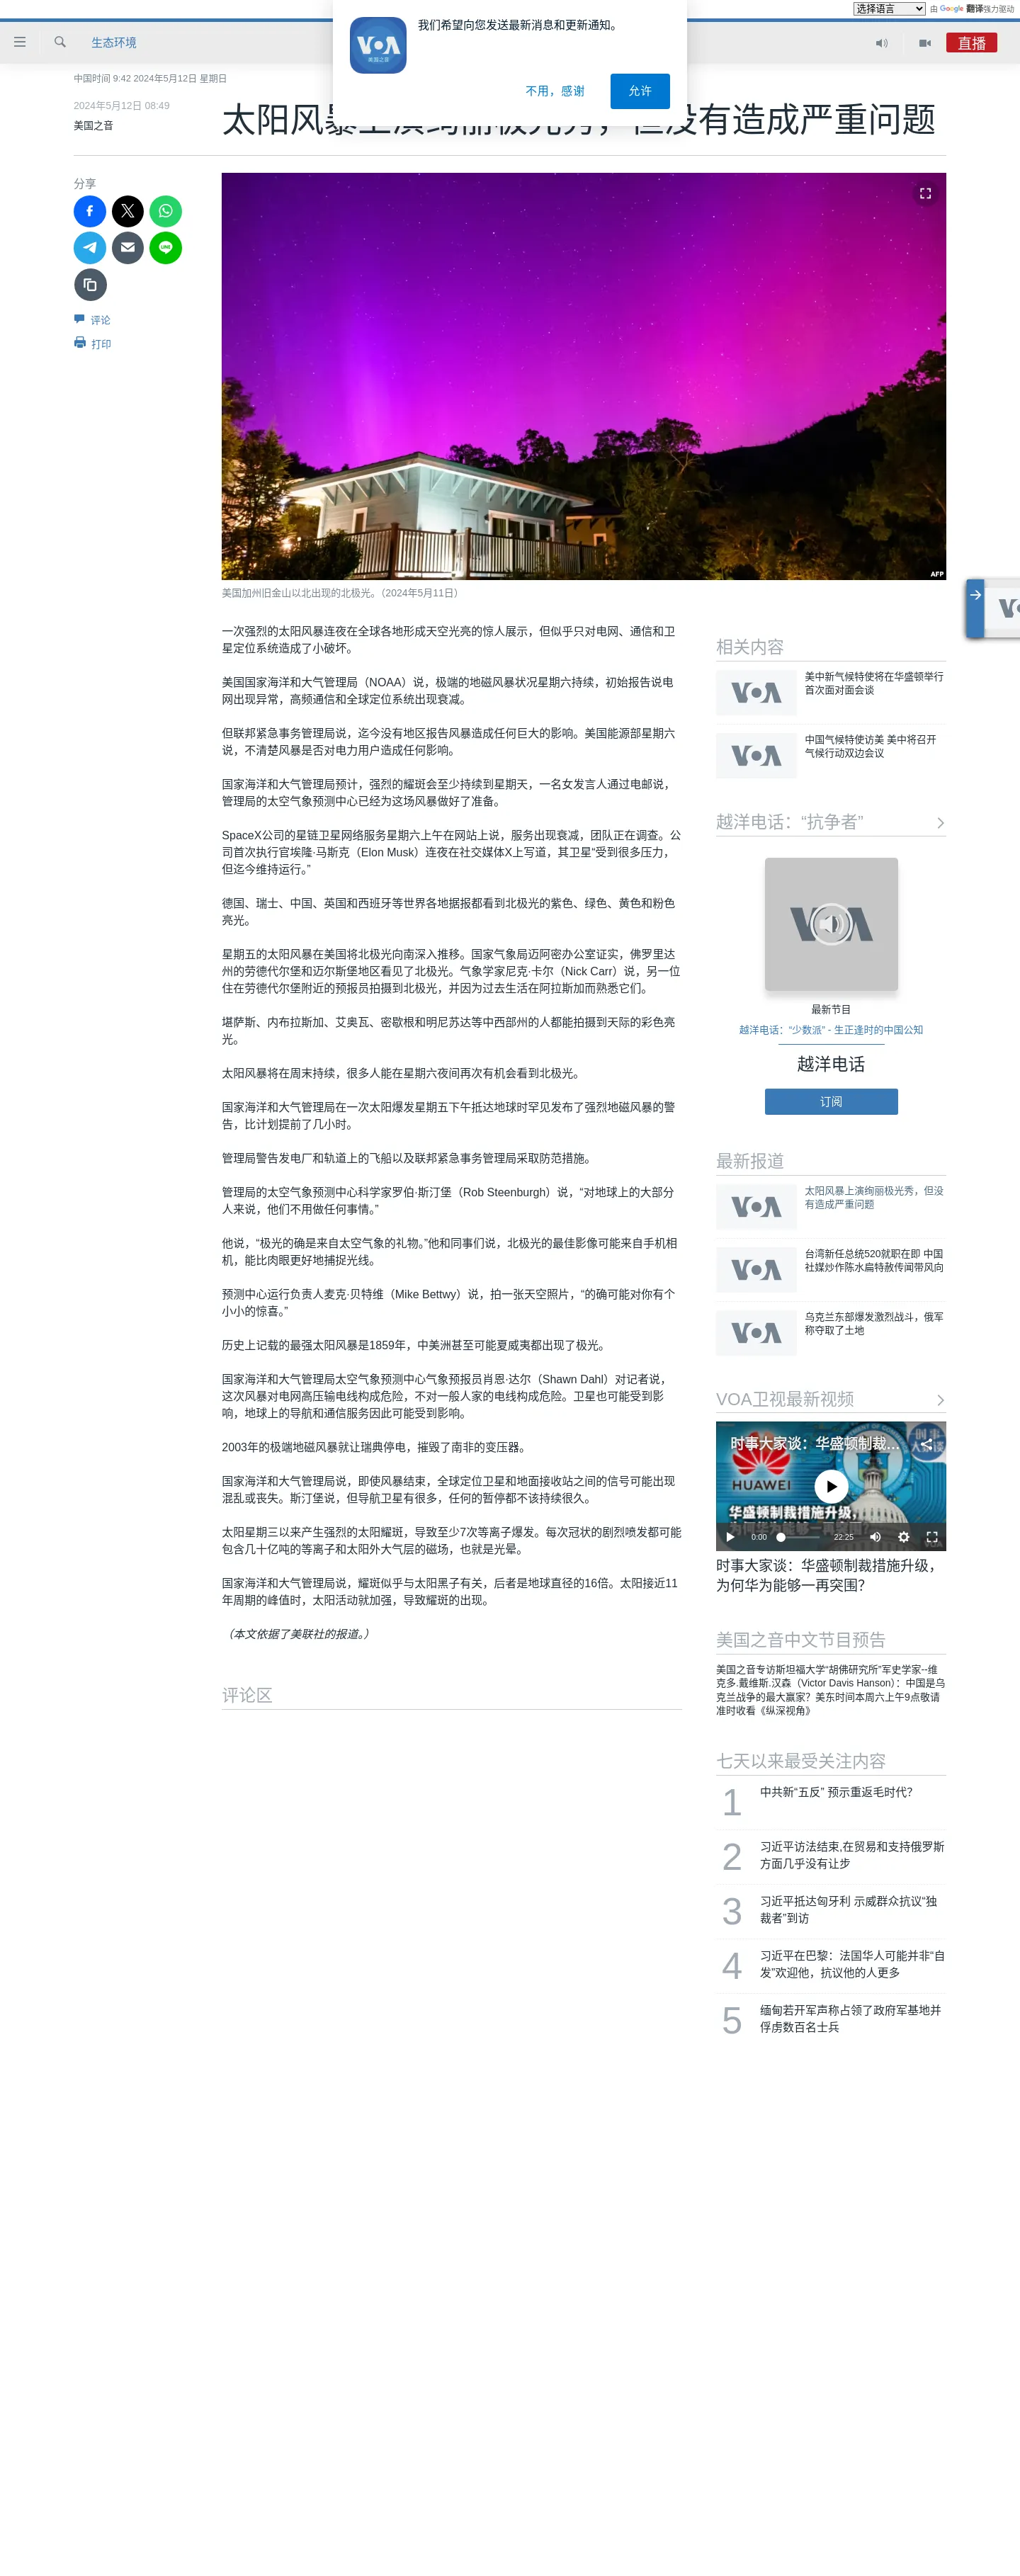 选择语言 由 Google 翻译强力驱动
我们希望向您发送最新消息和更新通知。
VOA
美国之音
不用，感谢
允许
生态环境
直播
中国时间 9:42 2024年5月12日 星期日
2024年5月12日 08:49
美国之音
太阳风暴上演绚丽极光秀，但没有造成严重问题
分享
LINE
评论
打印
AFP
美国加州旧金山以北出现的北极光。（2024年5月11日）
一次强烈的太阳风暴连夜在全球各地形成天空光亮的惊人展示，但似乎只对电网、通信和卫
星定位系统造成了小破坏。
美国国家海洋和大气管理局（NOAA）说，极端的地磁风暴状况星期六持续，初始报告说电
网出现异常，高频通信和全球定位系统出现衰减。
但联邦紧急事务管理局说，迄今没有地区报告风暴造成任何巨大的影响。美国能源部星期六
说，不清楚风暴是否对电力用户造成任何影响。
国家海洋和大气管理局预计，强烈的耀斑会至少持续到星期天，一名女发言人通过电邮说，
管理局的太空气象预测中心已经为这场风暴做好了准备。
SpaceX公司的星链卫星网络服务星期六上午在网站上说，服务出现衰减，团队正在调查。公
司首次执行官埃隆·马斯克（Elon Musk）连夜在社交媒体X上写道，其卫星“受到很多压力，
但迄今维持运行。”
德国、瑞士、中国、英国和西班牙等世界各地据报都看到北极光的紫色、绿色、黄色和粉色
亮光。
星期五的太阳风暴在美国将北极光向南深入推移。国家气象局迈阿密办公室证实，佛罗里达
州的劳德代尔堡和迈尔斯堡地区看见了北极光。气象学家尼克·卡尔（Nick Carr）说，另一位
住在劳德代尔堡附近的预报员拍摄到北极光，并因为过去生活在阿拉斯加而熟悉它们。
堪萨斯、内布拉斯加、艾奥瓦、密歇根和明尼苏达等中西部州的人都能拍摄到天际的彩色亮
光。
太阳风暴将在周末持续，很多人能在星期六夜间再次有机会看到北极光。
国家海洋和大气管理局在一次太阳爆发星期五下午抵达地球时罕见发布了强烈地磁风暴的警
告，比计划提前了几小时。
管理局警告发电厂和轨道上的飞船以及联邦紧急事务管理局采取防范措施。
管理局的太空气象预测中心科学家罗伯·斯汀堡（Rob Steenburgh）说，“对地球上的大部分
人来说，他们不用做任何事情。”
他说，“极光的确是来自太空气象的礼物。”他和同事们说，北极光的最佳影像可能来自手机相
机，能比肉眼更好地捕捉光线。
预测中心运行负责人麦克·贝特维（Mike Bettwy）说，拍一张天空照片，“的确可能对你有个
小小的惊喜。”
历史上记载的最强太阳风暴是1859年，中美洲甚至可能夏威夷都出现了极光。
国家海洋和大气管理局太空气象预测中心气象预报员肖恩·达尔（Shawn Dahl）对记者说，
这次风暴对电网高压输电线构成危险，不对一般人家的电线构成危险。卫星也可能受到影
响，地球上的导航和通信服务因此可能受到影响。
2003年的极端地磁风暴就让瑞典停电，摧毁了南非的变压器。
国家海洋和大气管理局说，即使风暴结束，全球定位卫星和地面接收站之间的信号可能出现
混乱或丧失。斯汀堡说，但导航卫星有很多，任何的暂停都不该持续很久。
太阳星期三以来产生强烈的太阳耀斑，导致至少7次等离子爆发。每次冠状的剧烈喷发都可能
包含几十亿吨的等离子和太阳外大气层的磁场，也就是光晕。
国家海洋和大气管理局说，耀斑似乎与太阳黑子有关，后者是地球直径的16倍。太阳接近11
年周期的峰值时，太阳活动就加强，导致耀斑的出现。
（本文依据了美联社的报道。）
评论区
相关内容
VOA
美中新气候特使将在华盛顿举行
首次面对面会谈
VOA
中国气候特使访美 美中将召开
气候行动双边会议
越洋电话：“抗争者”
VOA
最新节目
越洋电话：“少数派” - 生正逢时的中国公知
越洋电话
订阅
最新报道
VOA
太阳风暴上演绚丽极光秀，但没
有造成严重问题
VOA
台湾新任总统520就职在即 中国
社媒炒作陈水扁特赦传闻带风向
VOA
乌克兰东部爆发激烈战斗，俄军
称夺取了土地
VOA卫视最新视频
时事大家谈：华盛顿制裁...
HUAWEI
华盛顿制裁措施升级，
0:00
22:25
时事大家谈：华盛顿制裁措施升级，
为何华为能够一再突围？
美国之音中文节目预告
美国之音专访斯坦福大学“胡佛研究所”军史学家--维
克多.戴维斯.汉森（Victor Davis Hanson）：中国是乌
克兰战争的最大赢家？美东时间本周六上午9点敬请
准时收看《纵深视角》
七天以来最受关注内容
1 中共新“五反” 预示重返毛时代？
2 习近平访法结束,在贸易和支持俄罗斯
方面几乎没有让步
3 习近平抵达匈牙利 示威群众抗议“独
裁者”到访
4 习近平在巴黎：法国华人可能并非“自
发”欢迎他，抗议他的人更多
5 缅甸若开军声称占领了政府军基地并
俘虏数百名士兵